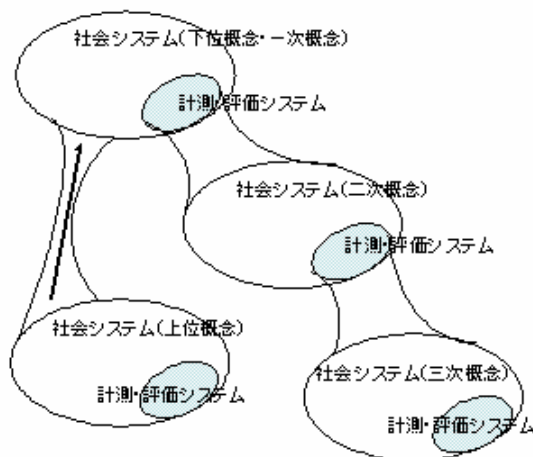 社会システム(下位概念・一次概念)
計測・評価システム
社会システム(二次概念)
計測・評価システム
社会システム(上位概念)
計測・評価システム
社会システム(三次概念)
計測・評価システム